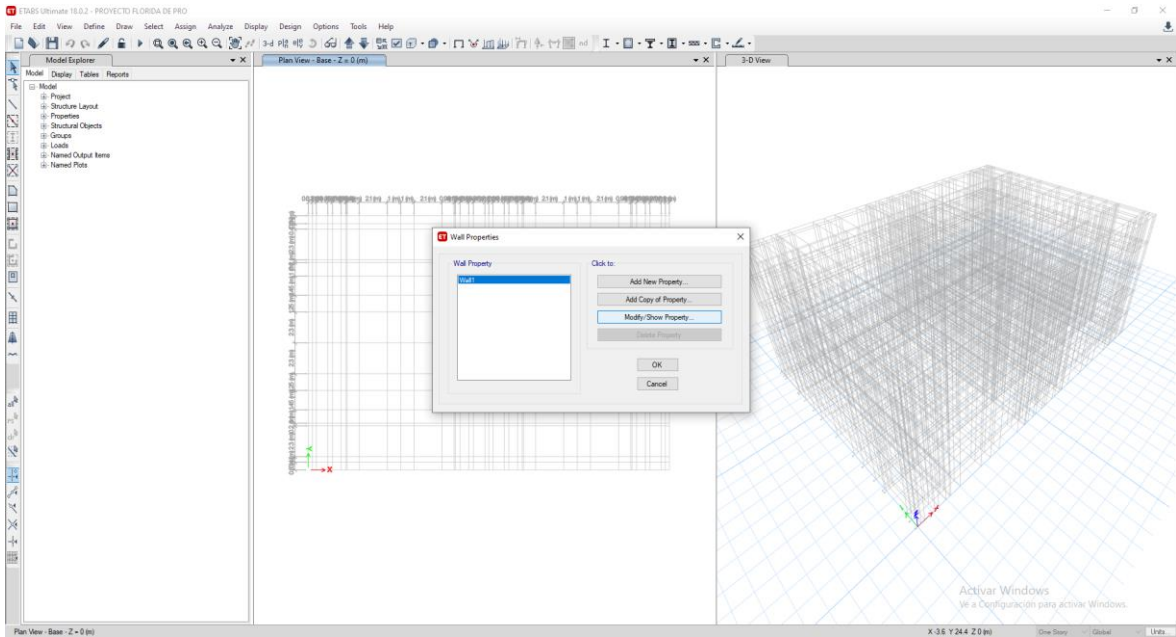 ETABS Ultimate 18.0.2 - PROYECTO FLORIDA DE PRO
File Edit View Define Draw Select Assign Analyze Display Design Options Tools Help
Model Explorer
Plan View - Base - Z = 0 (m)
3-D View
Model Display Tables Reports
Model
Project
Structure Layout
Properties
Structural Objects
Groups
Loads
Named Output Items
Named Plots
Wall Properties
Wall Property
Click to:
Wall1
Add New Property...
Add Copy of Property...
Modify/Show Property...
Delete Property
OK
Cancel
Y
X
Activar Windows
Ve a Configuración para activar Windows.
Plan View - Base - Z = 0 (m)
X -3.6 Y 24.4 Z 0 (m)
One Story
Global
Units...